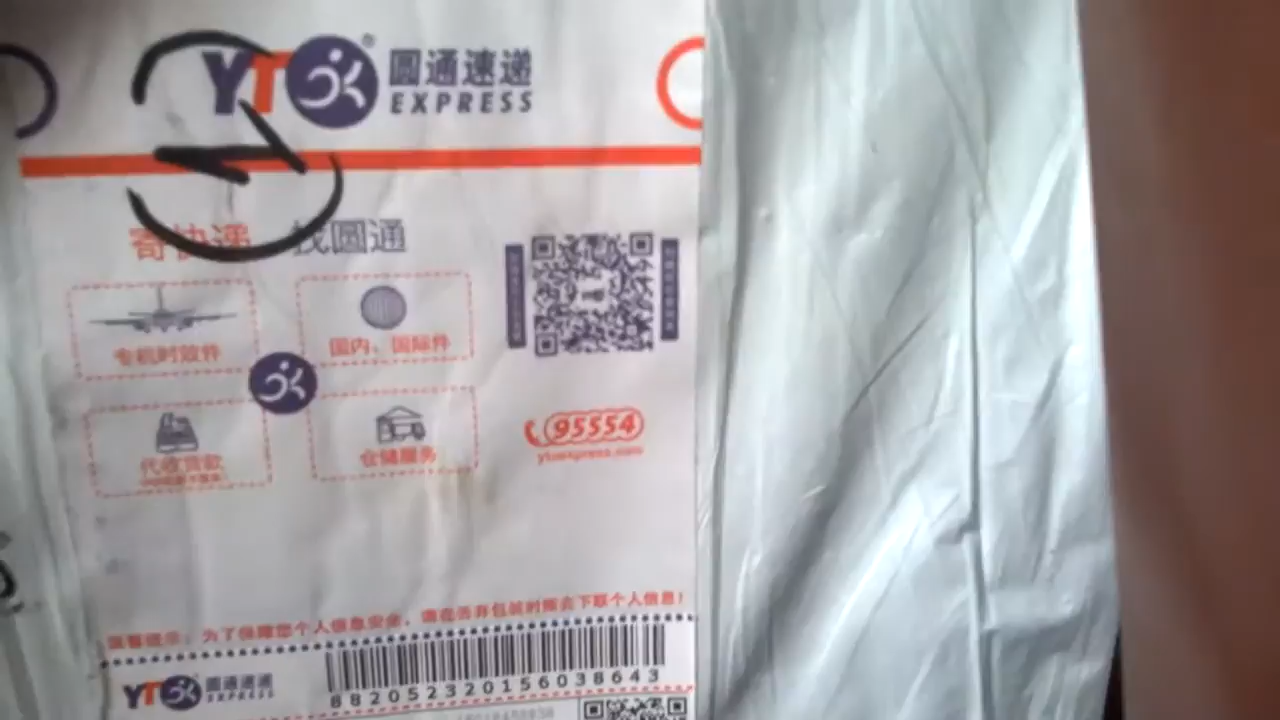 YTO 圆通速递
EXPRESS
寄快递 找圆通
专机时效件
国内、国际件
代收货款
仓储服务
95554
ytoexpress.com
温馨提示：为了保障您个人信息安全，请在丢弃包装时撕去下联个人信息！
YTO 圆通速递
EXPRESS
882052320156038643